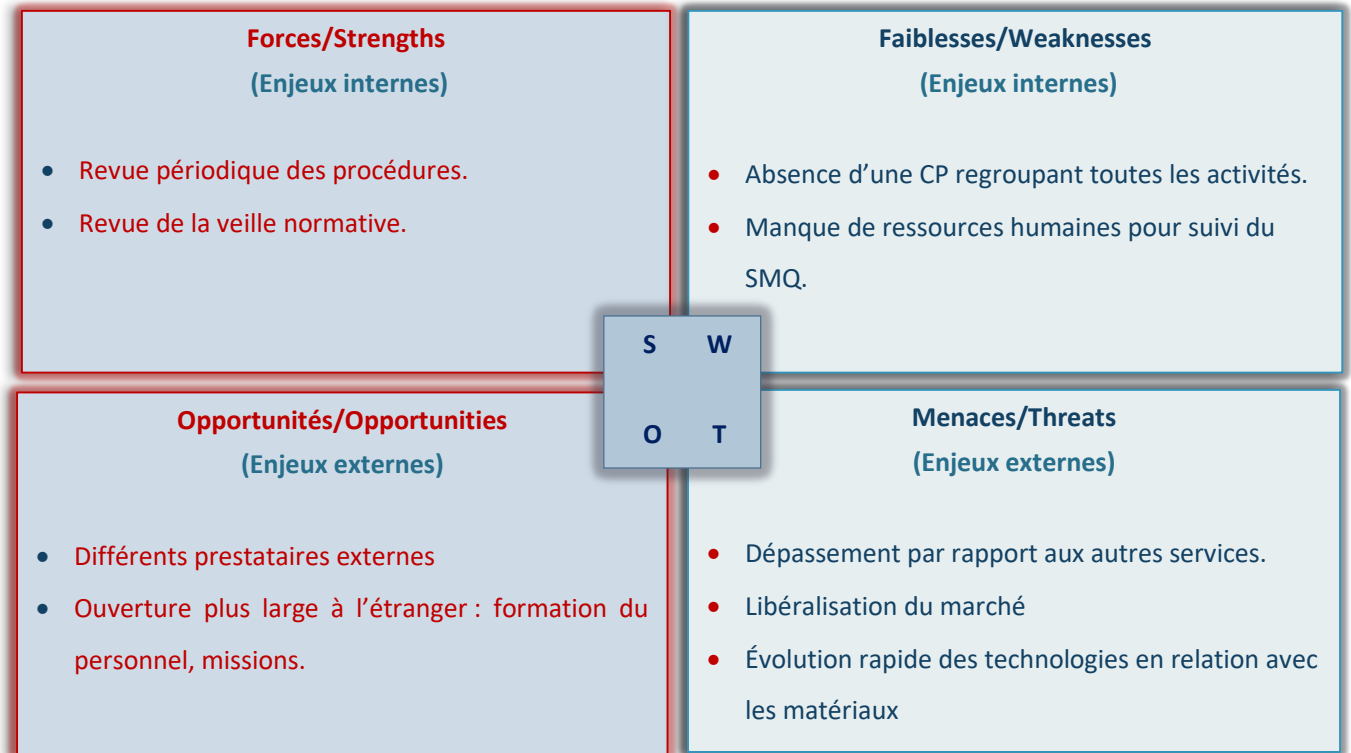 Forces/Strengths
(Enjeux internes)
• Revue périodique des procédures.
• Revue de la veille normative.
Faiblesses/Weaknesses
(Enjeux internes)
• Absence d’une CP regroupant toutes les activités.
• Manque de ressources humaines pour suivi du
SMQ.
S W
O T
Opportunités/Opportunities
(Enjeux externes)
• Différents prestataires externes
• Ouverture plus large à l’étranger : formation du
personnel, missions.
Menaces/Threats
(Enjeux externes)
• Dépassement par rapport aux autres services.
• Libéralisation du marché
• Évolution rapide des technologies en relation avec
les matériaux